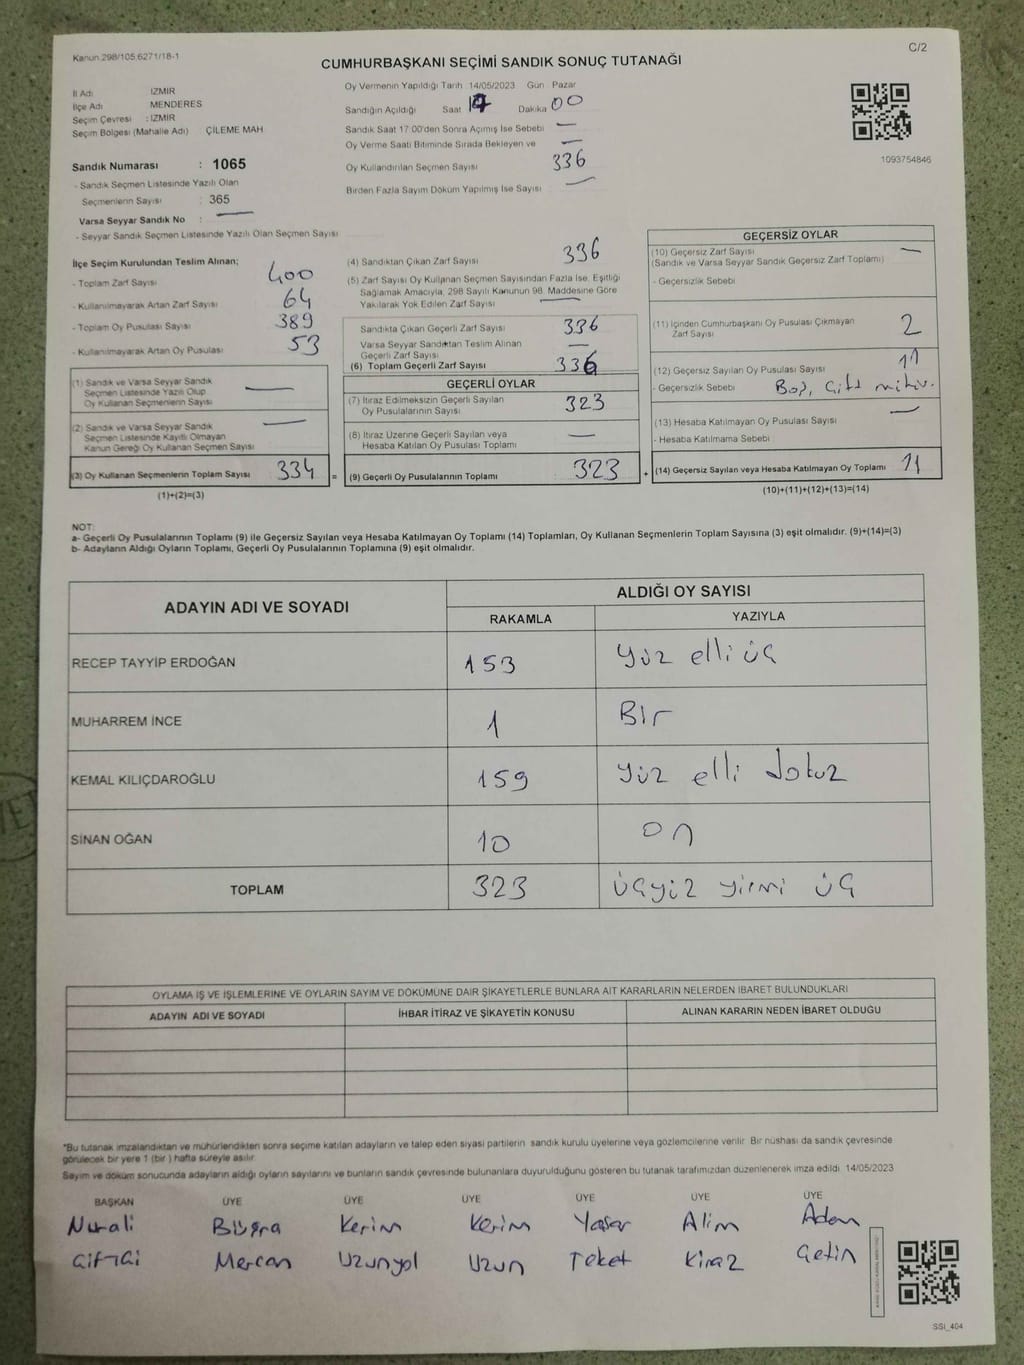 Kanun 298/105,6271/18-1
C/2
CUMHURBAŞKANI SEÇİMİ SANDIK SONUÇ TUTANAĞI
İl Adı İZMİR
İlçe Adı MENDERES
Seçim Çevresi : İZMİR
Seçim Bölgesi (Mahalle Adı) ÇİLEME MAH
Sandık Numarası : 1065
- Sandık Seçmen Listesinde Yazılı Olan
Seçmenlerin Sayısı : 365
Varsa Seyyar Sandık No : —
- Seyyar Sandık Seçmen Listesinde Yazılı Olan Seçmen Sayısı
Oy Vermenin Yapıldığı Tarih 14/05/2023 Gün Pazar
Sandığın Açıldığı Saat 17 Dakika 00
Sandık Saat 17:00'den Sonra Açılmış İse Sebebi —
Oy Verme Saati Bitiminde Sırada Bekleyen ve —
Oy Kullandırılan Seçmen Sayısı 336
Birden Fazla Sayım Döküm Yapılmış İse Sayısı —
1093754846
İlçe Seçim Kurulundan Teslim Alınan;
- Toplam Zarf Sayısı 400
- Kullanılmayarak Artan Zarf Sayısı 64
- Toplam Oy Pusulası Sayısı 389
- Kullanılmayarak Artan Oy Pusulası 53
(1) Sandık ve Varsa Seyyar Sandık
Seçmen Listesinde Yazılı Olup
Oy Kullanan Seçmenlerin Sayısı —
(2) Sandık ve Varsa Seyyar Sandık
Seçmen Listesinde Kayıtlı Olmayan
Kanun Gereği Oy Kullanan Seçmen Sayısı —
(3) Oy Kullanan Seçmenlerin Toplam Sayısı 334 =
(1)+(2)=(3)
(4) Sandıktan Çıkan Zarf Sayısı 336
(5) Zarf Sayısı Oy Kullanan Seçmen Sayısından Fazla İse, Eşitliği
Sağlamak Amacıyla, 298 Sayılı Kanunun 98. Maddesine Göre
Yakılarak Yok Edilen Zarf Sayısı —
Sandıkta Çıkan Geçerli Zarf Sayısı 336
Varsa Seyyar Sandıktan Teslim Alınan
Geçerli Zarf Sayısı —
(6) Toplam Geçerli Zarf Sayısı 336
GEÇERLİ OYLAR
(7) İtiraz Edilmeksizin Geçerli Sayılan
Oy Pusulalarının Sayısı 323
(8) İtiraz Üzerine Geçerli Sayılan veya
Hesaba Katılan Oy Pusulaları Toplamı —
(9) Geçerli Oy Pusulalarının Toplamı 323 +
GEÇERSİZ OYLAR
(10) Geçersiz Zarf Sayısı —
(Sandık ve Varsa Seyyar Sandık Geçersiz Zarf Toplamı)
- Geçersizlik Sebebi
(11) İçinden Cumhurbaşkanı Oy Pusulası Çıkmayan
Zarf Sayısı 2
(12) Geçersiz Sayılan Oy Pusulası Sayısı 11
- Geçersizlik Sebebi Boş, çift
(13) Hesaba Katılmayan Oy Pusulası Sayısı —
- Hesaba Katılmama Sebebi
(14) Geçersiz Sayılan veya Hesaba Katılmayan Oy Toplamı 11
(10)+(11)+(12)+(13)=(14)
NOT:
a- Geçerli Oy Pusulalarının Toplamı (9) ile Geçersiz Sayılan veya Hesaba Katılmayan Oy Toplamı (14) Toplamları, Oy Kullanan Seçmenlerin Toplam Sayısına (3) eşit olmalıdır. (9)+(14)=(3)
b- Adayların Aldığı Oyların Toplamı, Geçerli Oy Pusulalarının Toplamına (9) eşit olmalıdır.
ADAYIN ADI VE SOYADI
ALDIĞI OY SAYISI
RAKAMLA YAZIYLA
RECEP TAYYİP ERDOĞAN 153 Yüz elli üç
MUHARREM İNCE 1 Bir
KEMAL KILIÇDAROĞLU 159 Yüz elli dokuz
SİNAN OĞAN 10 on
TOPLAM 323 üçyüz yirmi üç
OYLAMA İŞ VE İŞLEMLERİNE VE OYLARIN SAYIM VE DÖKÜMÜNE DAİR ŞİKAYETLERLE BUNLARA AİT KARARLARIN NELERDEN İBARET BULUNDUKLARI
ADAYIN ADI VE SOYADI İHBAR İTİRAZ VE ŞİKAYETİN KONUSU ALINAN KARARIN NEDEN İBARET OLDUĞU
*Bu tutanak imzalandıktan ve mühürlendikten sonra seçime katılan adayların ve talep eden siyasi partilerin sandık kurulu üyelerine veya gözlemcilerine verilir. Bir nüshası da sandık çevresinde
görülecek bir yere 1 (bir) hafta süreyle asılır.
Sayım ve döküm sonucunda adayların aldığı oyların sayılarını ve bunların sandık çevresinde bulunanlara duyurulduğunu gösteren bu tutanak tarafımızdan düzenlenerek imza edildi. 14/05/2023
BAŞKAN ÜYE ÜYE ÜYE ÜYE ÜYE ÜYE
Nurali Büşra Kerim Kerim Yaşar Alim Adem
Çiftçi Mercan Uzunyol Uzun Teket Kiraz Çetin
SSI_404